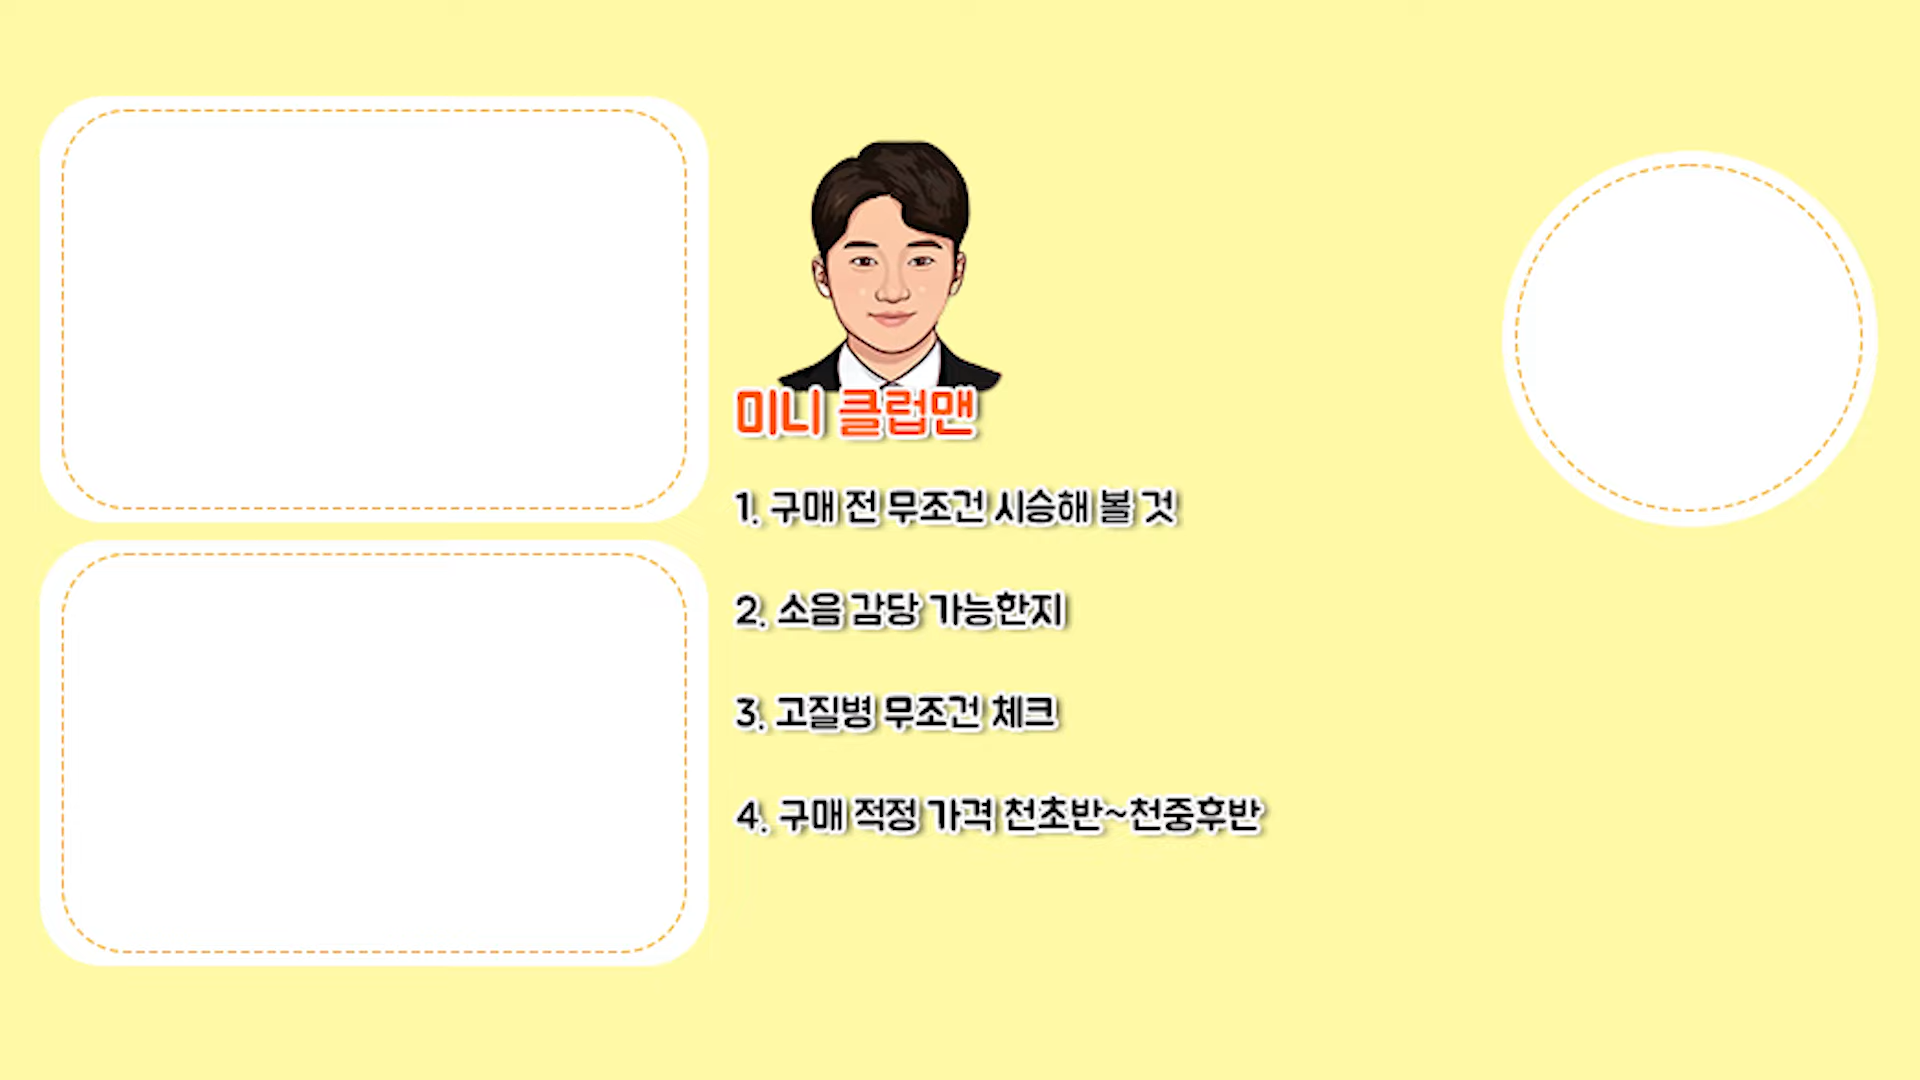 미니 클럽맨
1. 구매 전 무조건 시승해 볼 것
2. 소음 감당 가능한지
3. 고질병 무조건 체크
4. 구매 적정 가격 천초반~천중후반